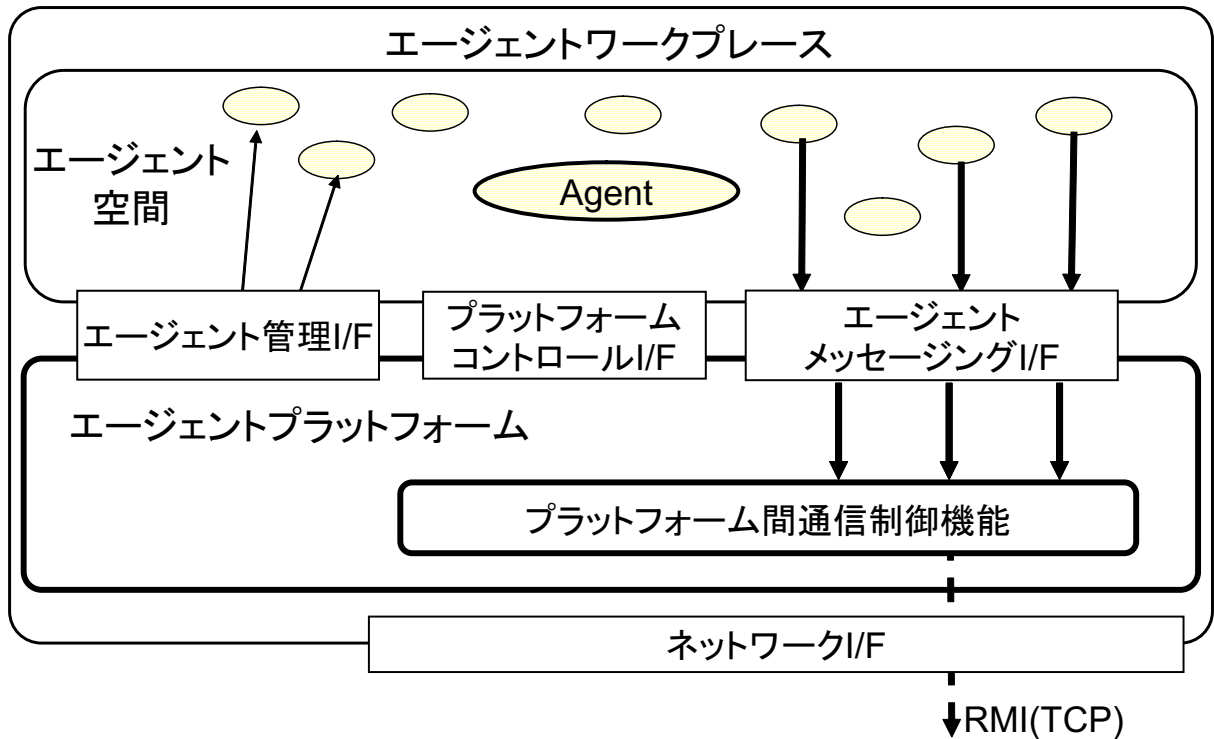 エージェントワークプレース
エージェント
空間
Agent
エージェント管理I/F
プラットフォーム
コントロールI/F
エージェント
メッセージングI/F
エージェントプラットフォーム
プラットフォーム間通信制御機能
ネットワークI/F
RMI(TCP)